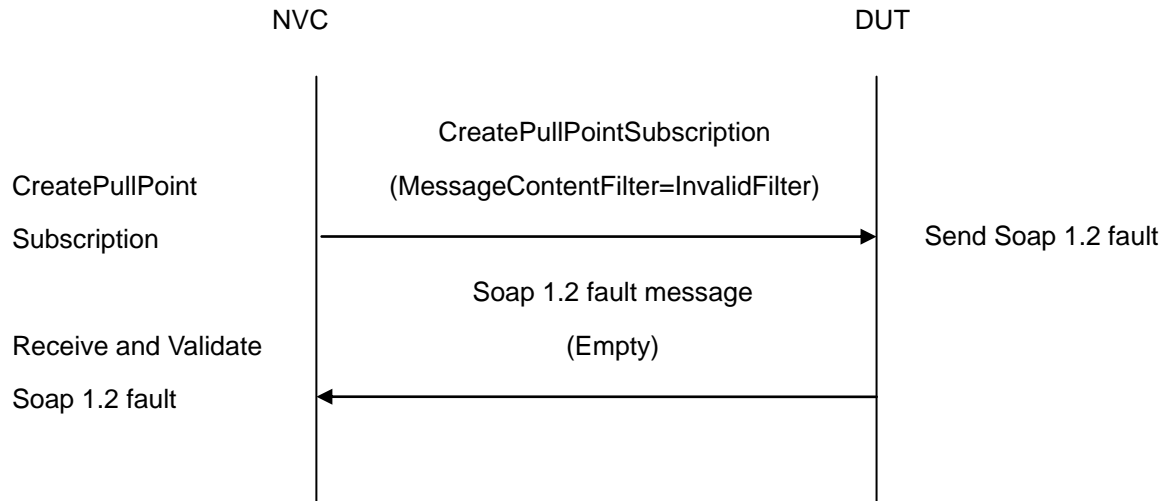 NVC
DUT
CreatePullPointSubscription
CreatePullPoint
(MessageContentFilter=InvalidFilter)
Subscription
Send Soap 1.2 fault
Soap 1.2 fault message
Receive and Validate
(Empty)
Soap 1.2 fault